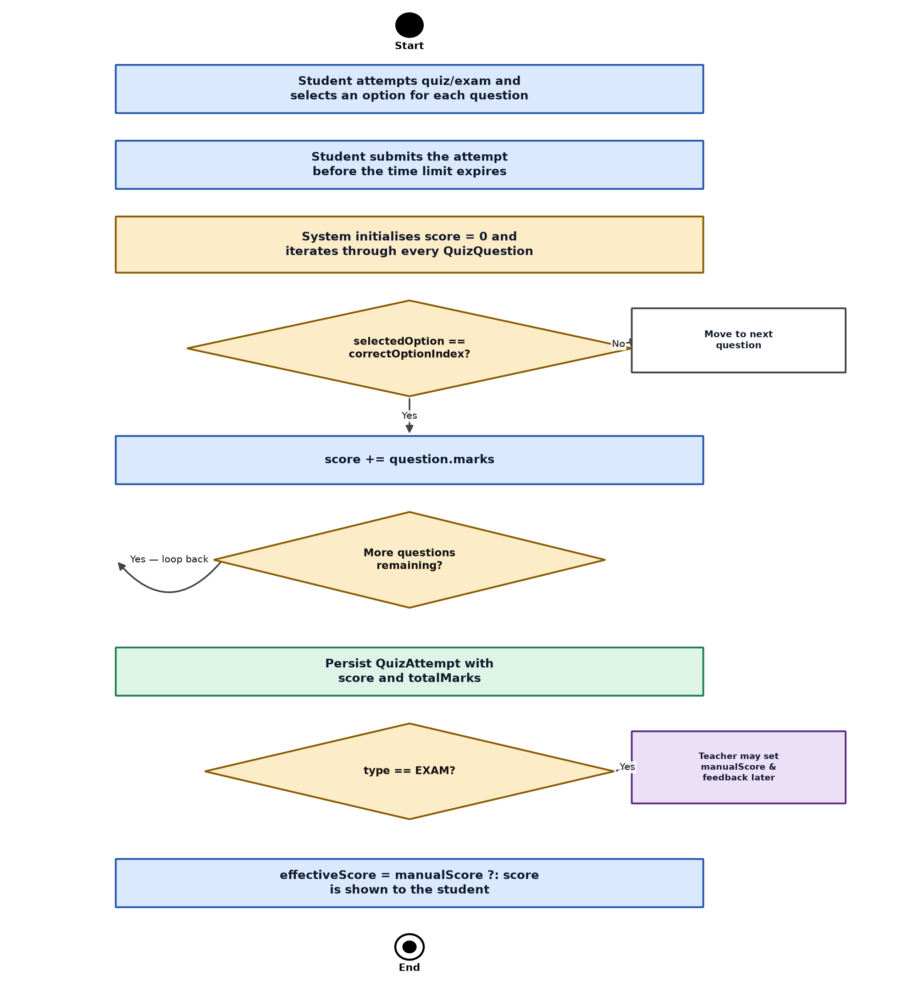 Start
Student attempts quiz/exam and
selects an option for each question
Student submits the attempt
before the time limit expires
System initialises score = 0 and
iterates through every QuizQuestion
selectedOption ==
correctOptionIndex?
No
Move to next
question
Yes
score += question.marks
More questions
remaining?
Yes — loop back
Persist QuizAttempt with
score and totalMarks
type == EXAM?
Yes
Teacher may set
manualScore &
feedback later
effectiveScore = manualScore ?: score
is shown to the student
End